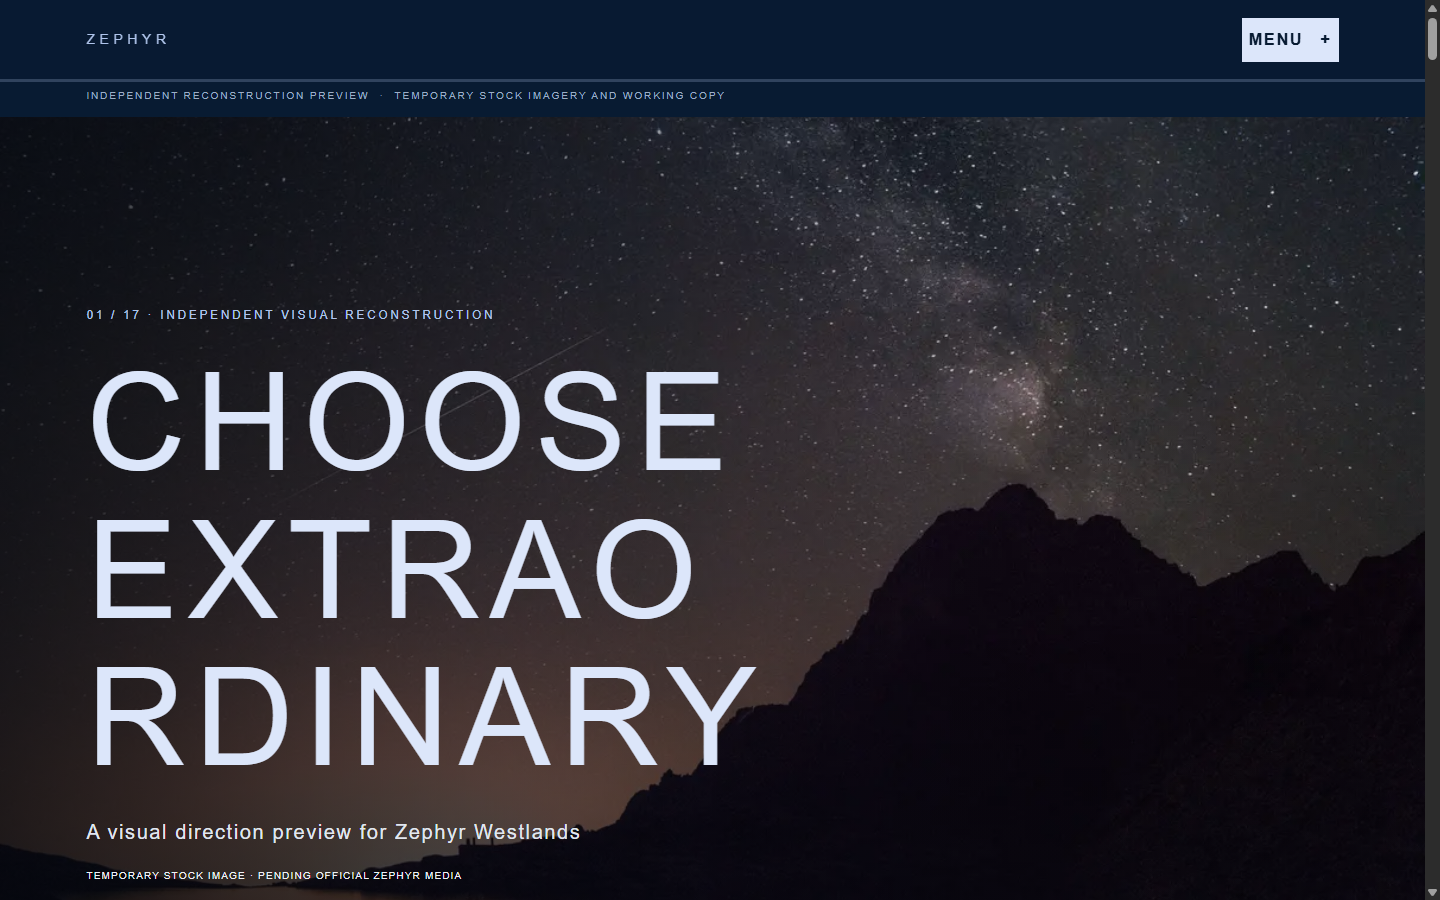 ZEPHYR
MENU +
INDEPENDENT RECONSTRUCTION PREVIEW · TEMPORARY STOCK IMAGERY AND WORKING COPY
01 / 17 · INDEPENDENT VISUAL RECONSTRUCTION
CHOOSE
EXTRAO
RDINARY
A visual direction preview for Zephyr Westlands
TEMPORARY STOCK IMAGE · PENDING OFFICIAL ZEPHYR MEDIA